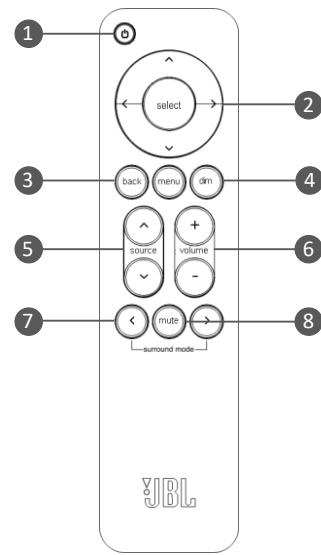 1
select
2
3
back
menu
dim
4
+
5
source
volume
6
-
7
mute
8
surround mode
JBL